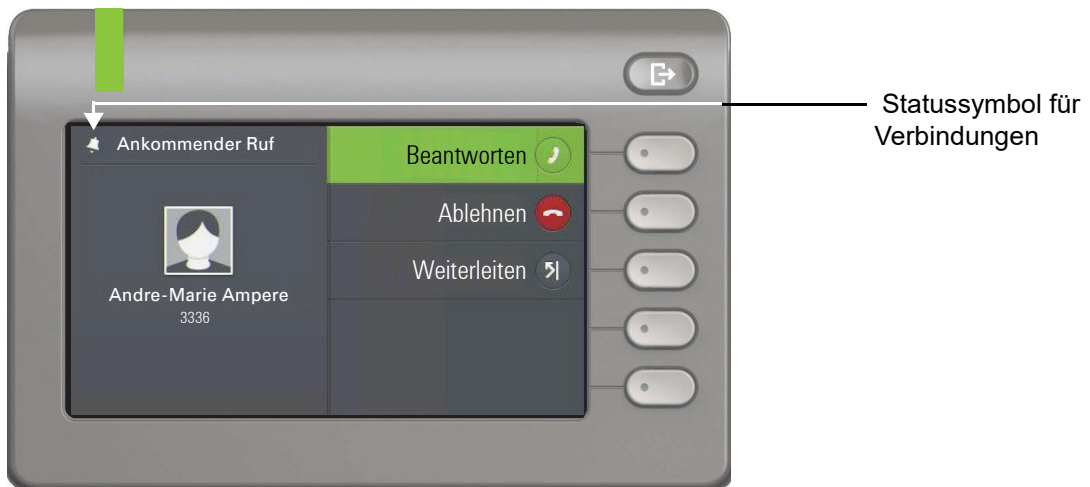 Statussymbol für
Verbindungen
Ankommender Ruf
Beantworten
Ablehnen
Weiterleiten
Andre-Marie Ampere
3336